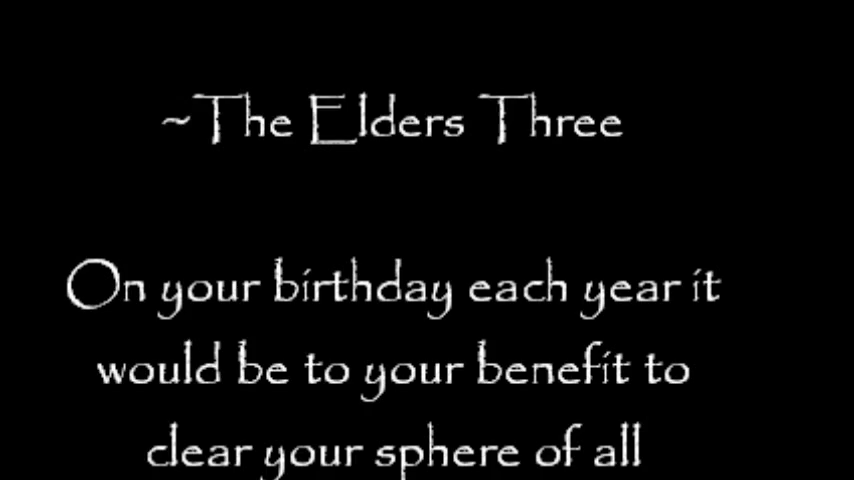 ~The Elders Three
On your birthday each year it
would be to your benefit to
clear your sphere of all